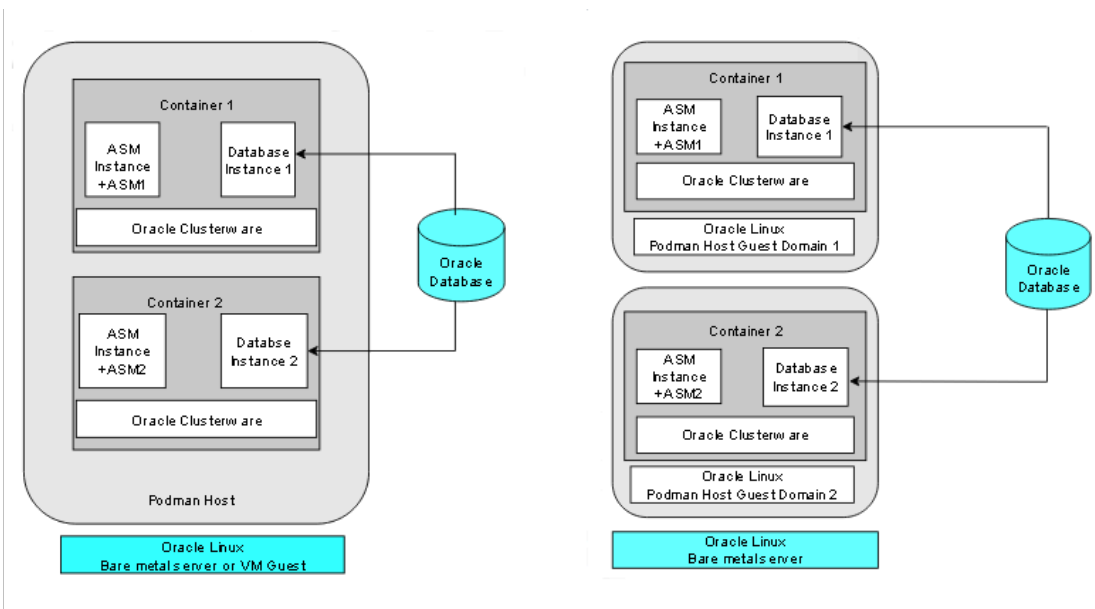 Container 1
ASM
Instance
+ASM1
Database
Instance 1
Oracle Clusterware
Container 2
ASM
Instance
+ASM2
Databse
Instance 2
Oracle Clusterware
Podman Host
Oracle Linux
Bare metal server or VM Guest
Oracle
Database
Container 1
ASM
Instance
+ASM1
Database
Instance 1
Oracle Clusterware
Oracle Linux
Podman Host Guest Domain 1
Container 2
ASM
Instance
+ASM2
Database
Instance 2
Oracle Clusterware
Oracle Linux
Podman Host Guest Domain 2
Oracle Linux
Bare metal server
Oracle
Database